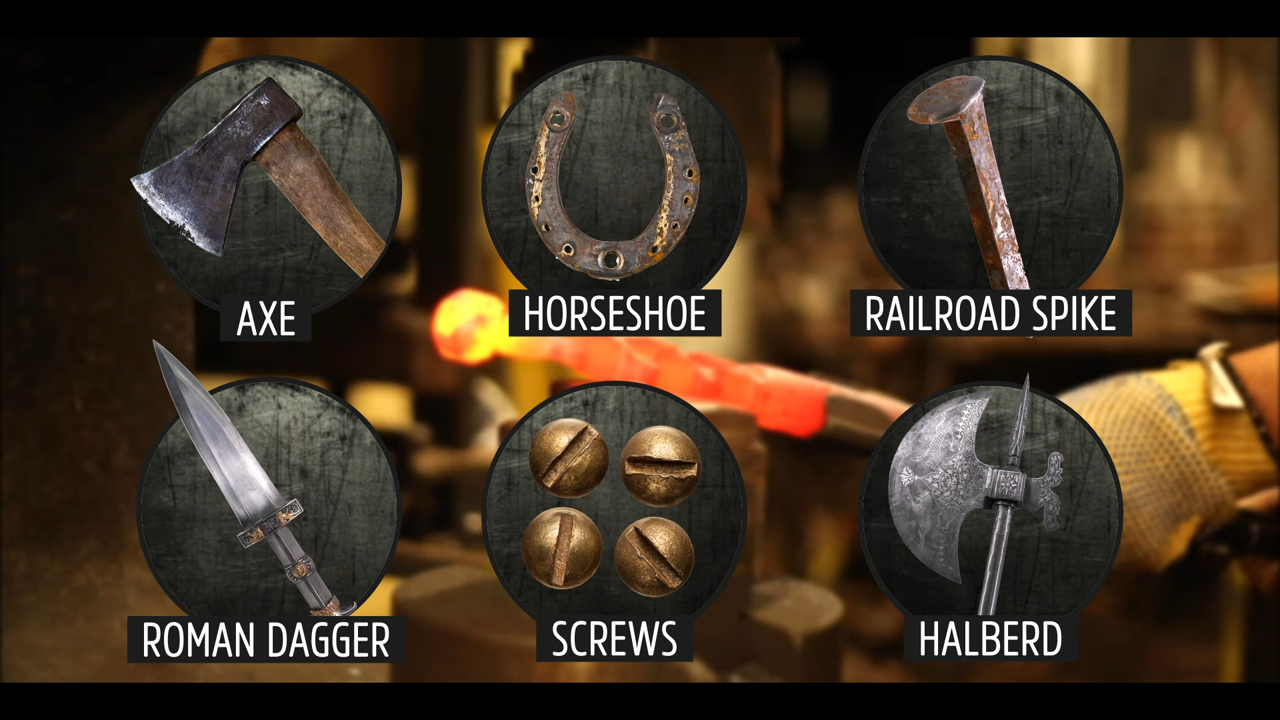 AXE
HORSESHOE
RAILROAD SPIKE
ROMAN DAGGER
SCREWS
HALBERD